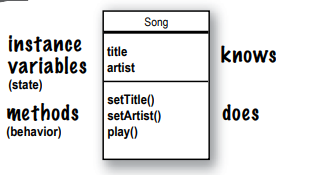 Song
instance
variables
(state)
title
artist
knows
methods
(behavior)
setTitle()
setArtist()
play()
does